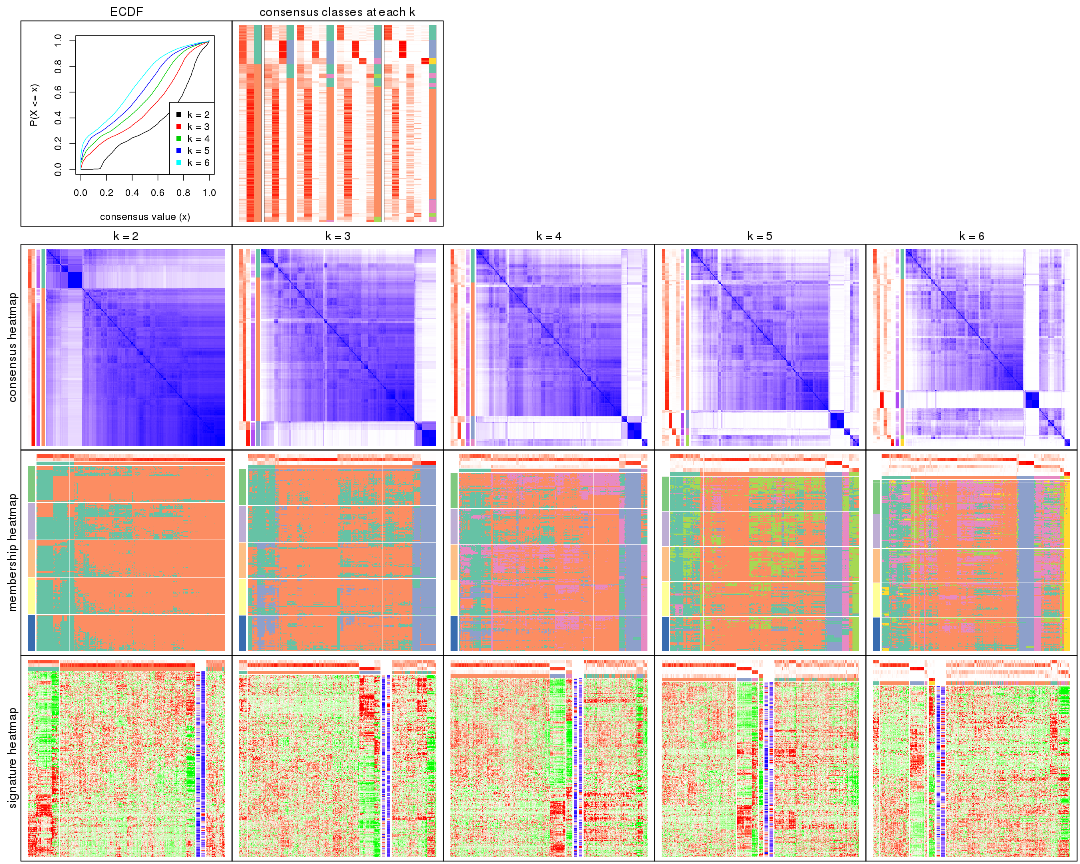 ECDF
consensus classes at each k
P(X <= x)
0.0 0.2 0.4 0.6 0.8 1.0
k = 2
k = 3
k = 4
k = 5
k = 6
0.0 0.2 0.4 0.6 0.8 1.0
consensus value (x)
k = 2
k = 3
k = 4
k = 5
k = 6
consensus heatmap
membership heatmap
signature heatmap